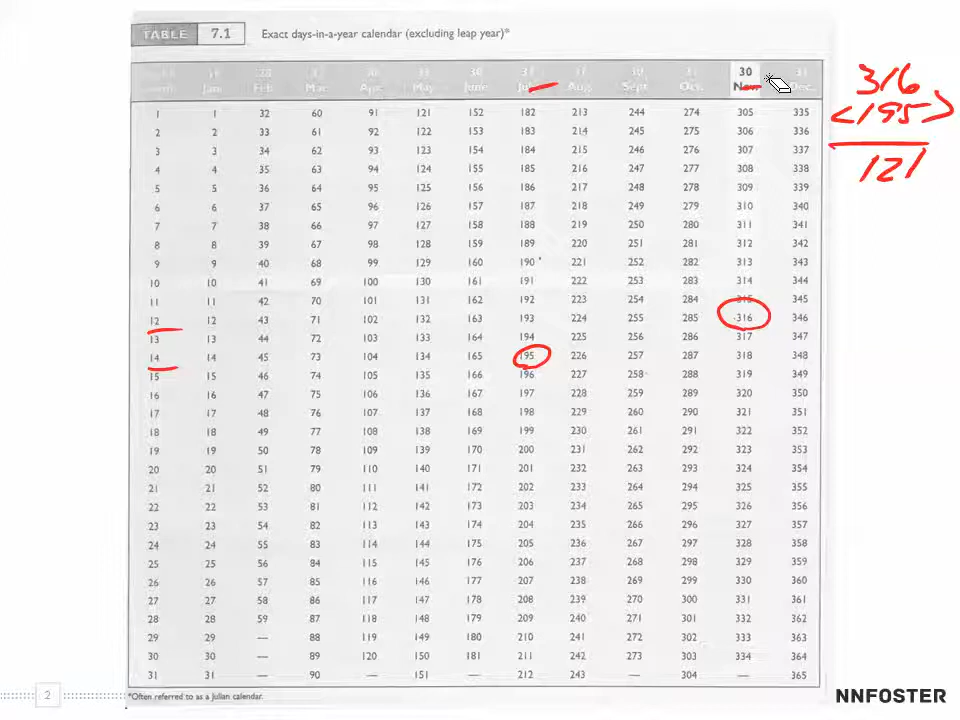 TABLE 7.1 Exact days-in-a-year calendar (excluding leap year)*
31 28 31 30 31 30 31 31 30 31 30 31
Jan. Feb. Mar. Apr. May June July Aug. Sept. Oct. Nov. Dec.
1 1 32 60 91 121 152 182 213 244 274 305 335
2 2 33 61 92 122 153 183 214 245 275 306 336
3 3 34 62 93 123 154 184 215 246 276 307 337
4 4 35 63 94 124 155 185 216 247 277 308 338
5 5 36 64 95 125 156 186 217 248 278 309 339
6 6 37 65 96 126 157 187 218 249 279 310 340
7 7 38 66 97 127 158 188 219 250 280 311 341
8 8 39 67 98 128 159 189 220 251 281 312 342
9 9 40 68 99 129 160 190 221 252 282 313 343
10 10 41 69 100 130 161 191 222 253 283 314 344
11 11 42 70 101 131 162 192 223 254 284 315 345
12 12 43 71 102 132 163 193 224 255 285 316 346
13 13 44 72 103 133 164 194 225 256 286 317 347
14 14 45 73 104 134 165 195 226 257 287 318 348
15 15 46 74 105 135 166 196 227 258 288 319 349
16 16 47 75 106 136 167 197 228 259 289 320 350
17 17 48 76 107 137 168 198 229 260 290 321 351
18 18 49 77 108 138 169 199 230 261 291 322 352
19 19 50 78 109 139 170 200 231 262 292 323 353
20 20 51 79 110 140 171 201 232 263 293 324 354
21 21 52 80 111 141 172 202 233 264 294 325 355
22 22 53 81 112 142 173 203 234 265 295 326 356
23 23 54 82 113 143 174 204 235 266 296 327 357
24 24 55 83 114 144 175 205 236 267 297 328 358
25 25 56 84 115 145 176 206 237 268 298 329 359
26 26 57 85 116 146 177 207 238 269 299 330 360
27 27 58 86 117 147 178 208 239 270 300 331 361
28 28 59 87 118 148 179 209 240 271 301 332 362
29 29 — 88 119 149 180 210 241 272 302 333 363
30 30 — 89 120 150 181 211 242 273 303 334 364
31 31 — 90 — 151 — 212 243 — 304 — 365
*Often referred to as a Julian calendar.
316
<195>
121
2
NNFOSTER